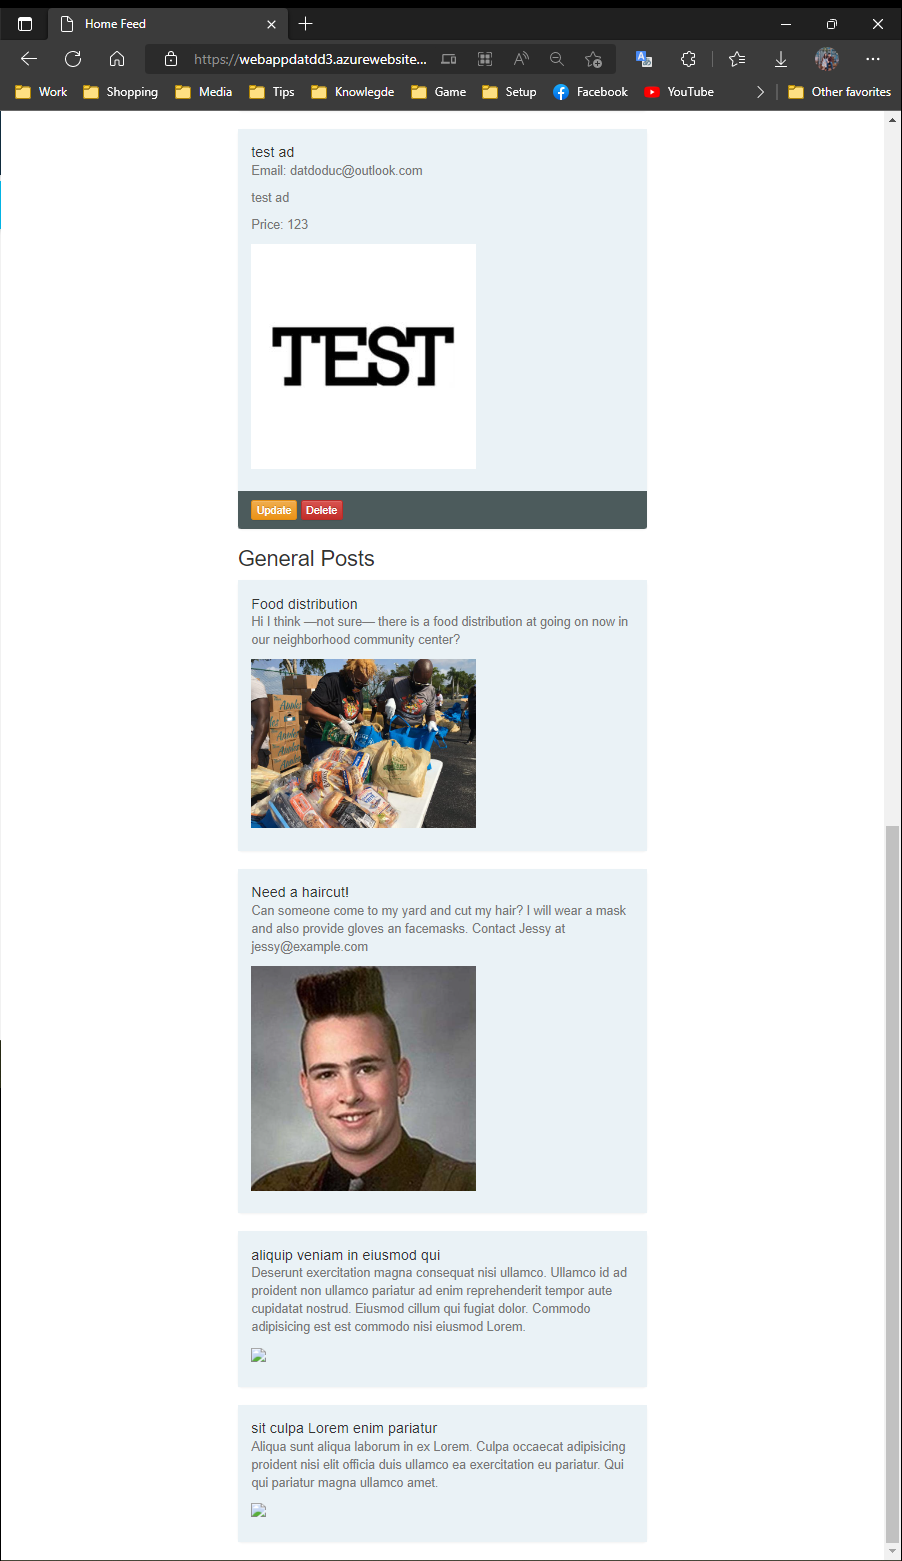 Home Feed
https://webappdatdd3.azurewebsite...
Work Shopping Media Tips Knowlegde Game Setup Facebook YouTube Other favorites
test ad
Email: datdoduc@outlook.com
test ad
Price: 123
TEST
Update Delete
General Posts
Food distribution
Hi I think —not sure— there is a food distribution at going on now in
our neighborhood community center?
Apples
Apples
Apples
Need a haircut!
Can someone come to my yard and cut my hair? I will wear a mask
and also provide gloves an facemasks. Contact Jessy at
jessy@example.com
aliquip veniam in eiusmod qui
Deserunt exercitation magna consequat nisi ullamco. Ullamco id ad
proident non ullamco pariatur ad enim reprehenderit tempor aute
cupidatat nostrud. Eiusmod cillum qui fugiat dolor. Commodo
adipisicing est est commodo nisi eiusmod Lorem.
sit culpa Lorem enim pariatur
Aliqua sunt aliqua laborum in ex Lorem. Culpa occaecat adipisicing
proident nisi elit officia duis ullamco ea exercitation eu pariatur. Qui
qui pariatur magna ullamco amet.